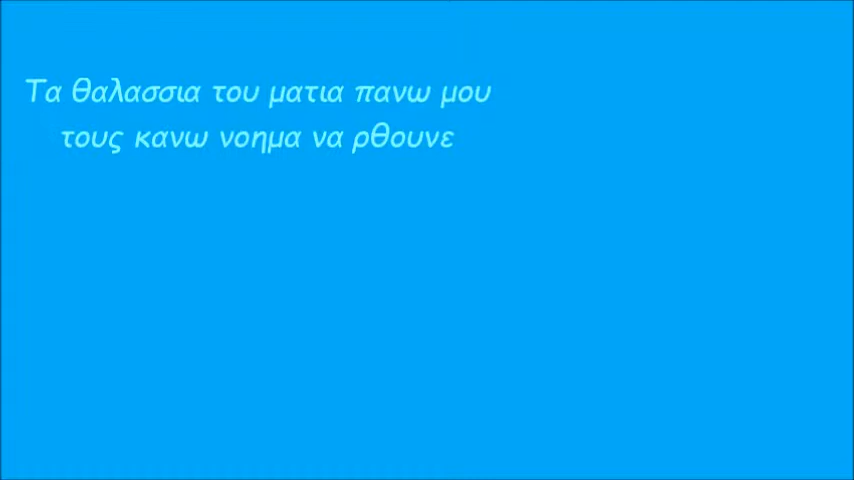 Τα θαλασσια του ματια πανω μου
τους κανω νοημα να ρθουνε